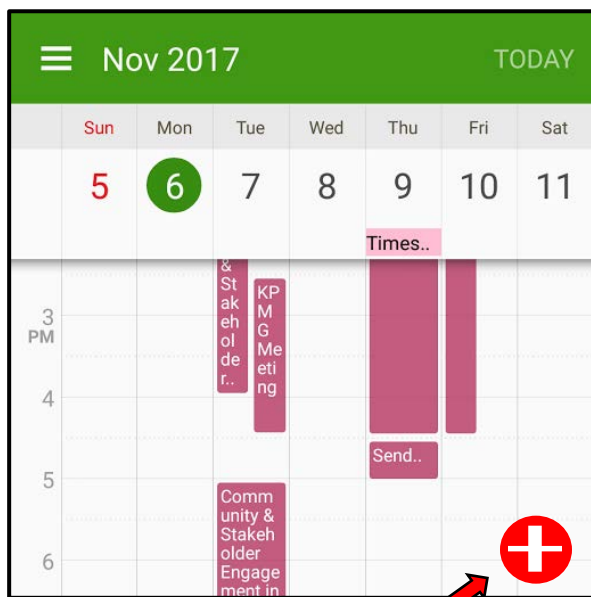 Nov 2017 TODAY
Sun Mon Tue Wed Thu Fri Sat
5 6 7 8 9 10 11
Times..
&
St
ak
eh
ol
de
r..
KP
M
G
Me
eti
ng
3
PM
4
Send..
5
Comm
unity &
Stakeh
older
Engage
ment in
6